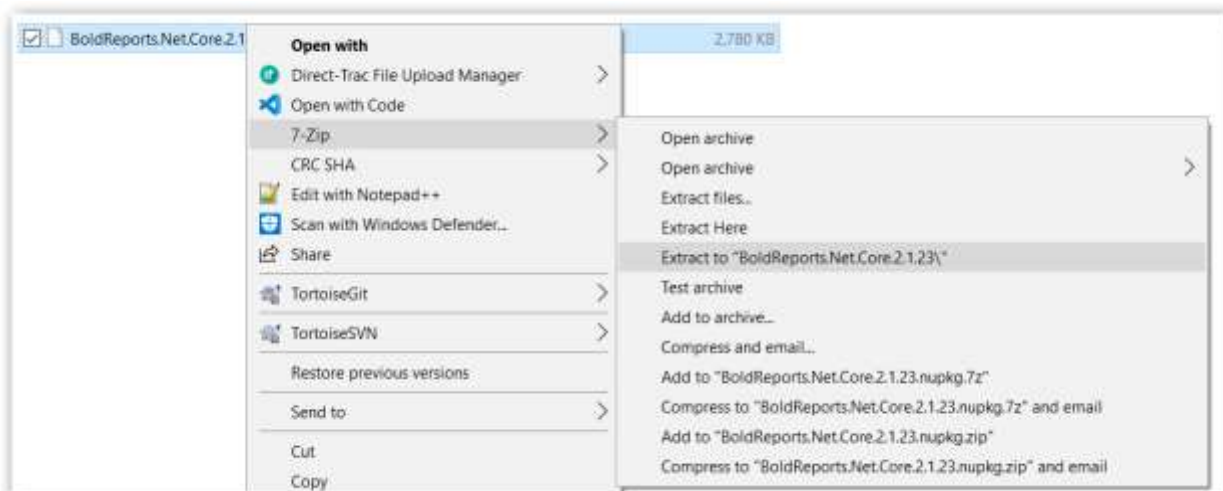 BoldReports.Net.Core.2.1
2,780 KB
Open with
Direct-Trac File Upload Manager
Open with Code
7-Zip
CRC SHA
Edit with Notepad++
Scan with Windows Defender...
Share
TortoiseGit
TortoiseSVN
Restore previous versions
Send to
Cut
Copy
Open archive
Open archive
Extract files...
Extract Here
Extract to "BoldReports.Net.Core.2.1.23\"
Test archive
Add to archive...
Compress and email...
Add to "BoldReports.Net.Core.2.1.23.nupkg.7z"
Compress to "BoldReports.Net.Core.2.1.23.nupkg.7z" and email
Add to "BoldReports.Net.Core.2.1.23.nupkg.zip"
Compress to "BoldReports.Net.Core.2.1.23.nupkg.zip" and email